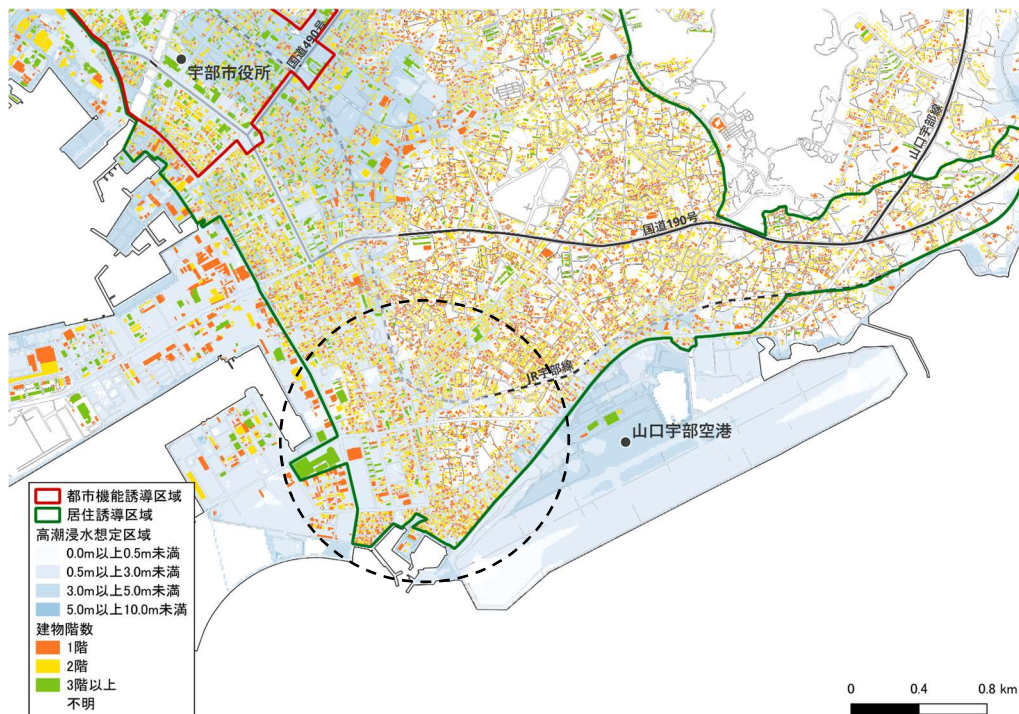 宇部市役所
国道490号
山口宇部線
国道190号
JR宇部線
山口宇部空港
都市機能誘導区域
居住誘導区域
高潮浸水想定区域
0.0m以上0.5m未満
0.5m以上3.0m未満
3.0m以上5.0m未満
5.0m以上10.0m未満
建物階数
1階
2階
3階以上
不明
0 0.4 0.8 km